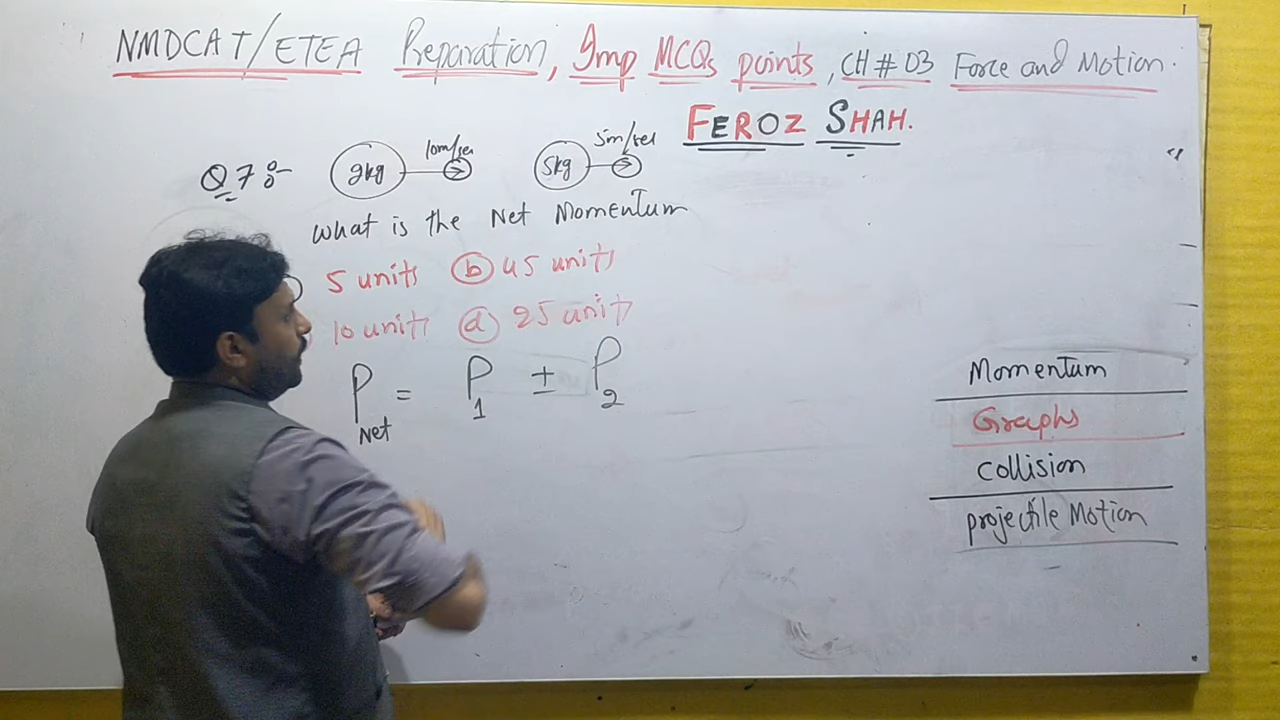 NMDCAT/ETEA Preparation, Imp MCQs points, CH # 03 Force and Motion.
FEROZ SHAH.
Q7:- 2kg 10m/sec 5kg 5m/sec
What is the Net Momentum
5 units (b) 45 units
10 units (d) 25 units
P Net = P1 ± P2
Momentum
Graphs
collision
projectile Motion